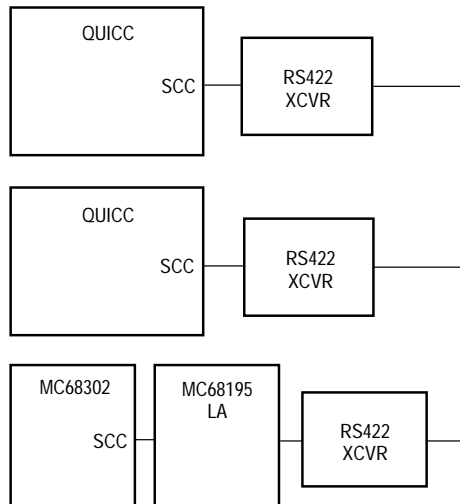 QUICC
SCC
RS422
XCVR
QUICC
SCC
RS422
XCVR
MC68302
SCC
MC68195
LA
RS422
XCVR